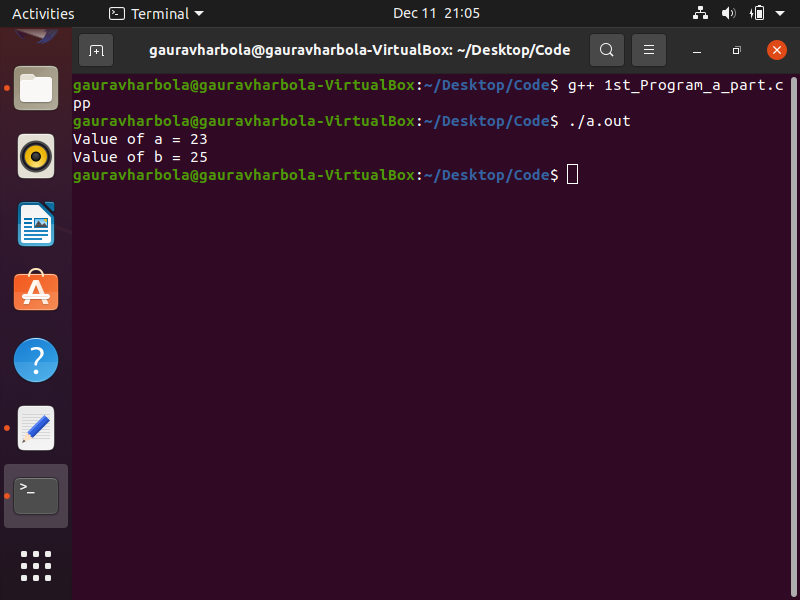 Activities Terminal Dec 11 21:05
gauravharbola@gauravharbola-VirtualBox: ~/Desktop/Code
gauravharbola@gauravharbola-VirtualBox:~/Desktop/Code$ g++ 1st_Program_a_part.c
pp
gauravharbola@gauravharbola-VirtualBox:~/Desktop/Code$ ./a.out
Value of a = 23
Value of b = 25
gauravharbola@gauravharbola-VirtualBox:~/Desktop/Code$